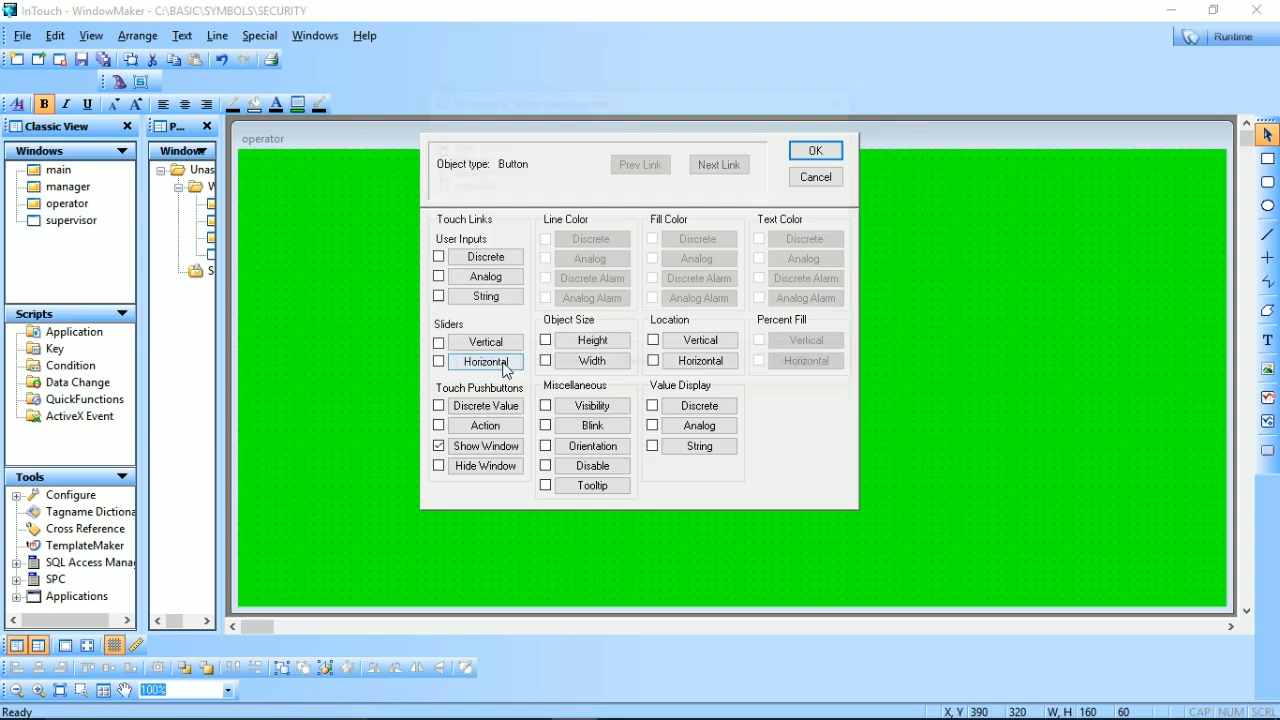 InTouch - WindowMaker - C:\BASIC\SYMBOLS\SECURITY
File Edit View Arrange Text Line Special Windows Help
Runtime
B I U
Classic View
P...
operator
Windows
main
manager
operator
supervisor
Window
Unas
W
S
Scripts
Application
Key
Condition
Data Change
QuickFunctions
ActiveX Event
Tools
Configure
Tagname Dictiona
Cross Reference
TemplateMaker
SQL Access Mana
SPC
Applications
Object type: Button
Prev Link
Next Link
OK
Cancel
Touch Links
User Inputs
Discrete
Analog
String
Sliders
Vertical
Horizontal
Touch Pushbuttons
Discrete Value
Action
Show Window
Hide Window
Line Color
Discrete
Analog
Discrete Alarm
Analog Alarm
Object Size
Height
Width
Miscellaneous
Visibility
Blink
Orientation
Disable
Tooltip
Fill Color
Discrete
Analog
Discrete Alarm
Analog Alarm
Location
Vertical
Horizontal
Value Display
Discrete
Analog
String
Text Color
Discrete
Analog
Discrete Alarm
Analog Alarm
Percent Fill
Vertical
Horizontal
100%
Ready
X, Y 390 320 W, H 160 60 CAP NUM SCRL